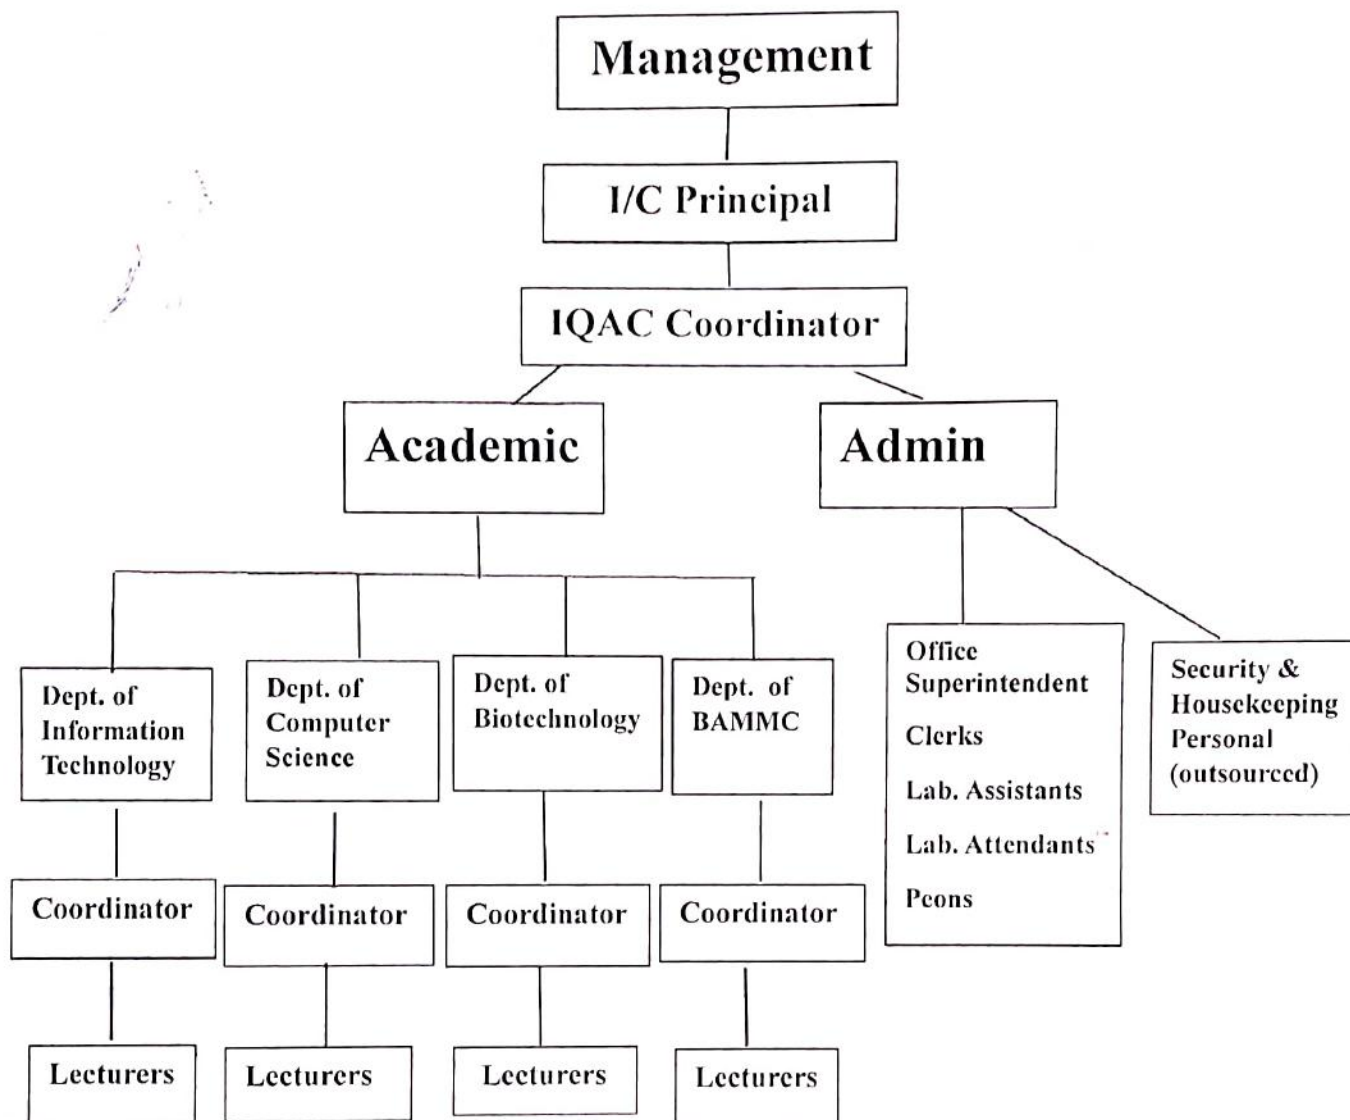 Management
I/C Principal
IQAC Coordinator
Academic
Admin
Dept. of
Information
Technology
Dept. of
Computer
Science
Dept. of
Biotechnology
Dept. of
BAMMC
Office
Superintendent
Clerks
Lab. Assistants
Lab. Attendants
Peons
Security &
Housekeeping
Personal
(outsourced)
Coordinator
Coordinator
Coordinator
Coordinator
Lecturers
Lecturers
Lecturers
Lecturers